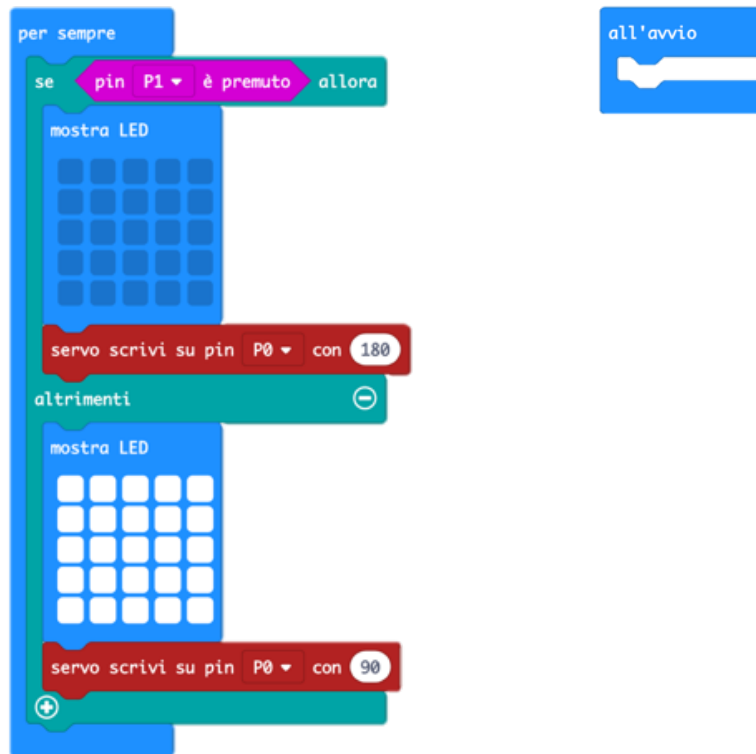 per sempre
se pin P1 è premuto allora
mostra LED
servo scrivi su pin P0 con 180
altrimenti
mostra LED
servo scrivi su pin P0 con 90
all'avvio